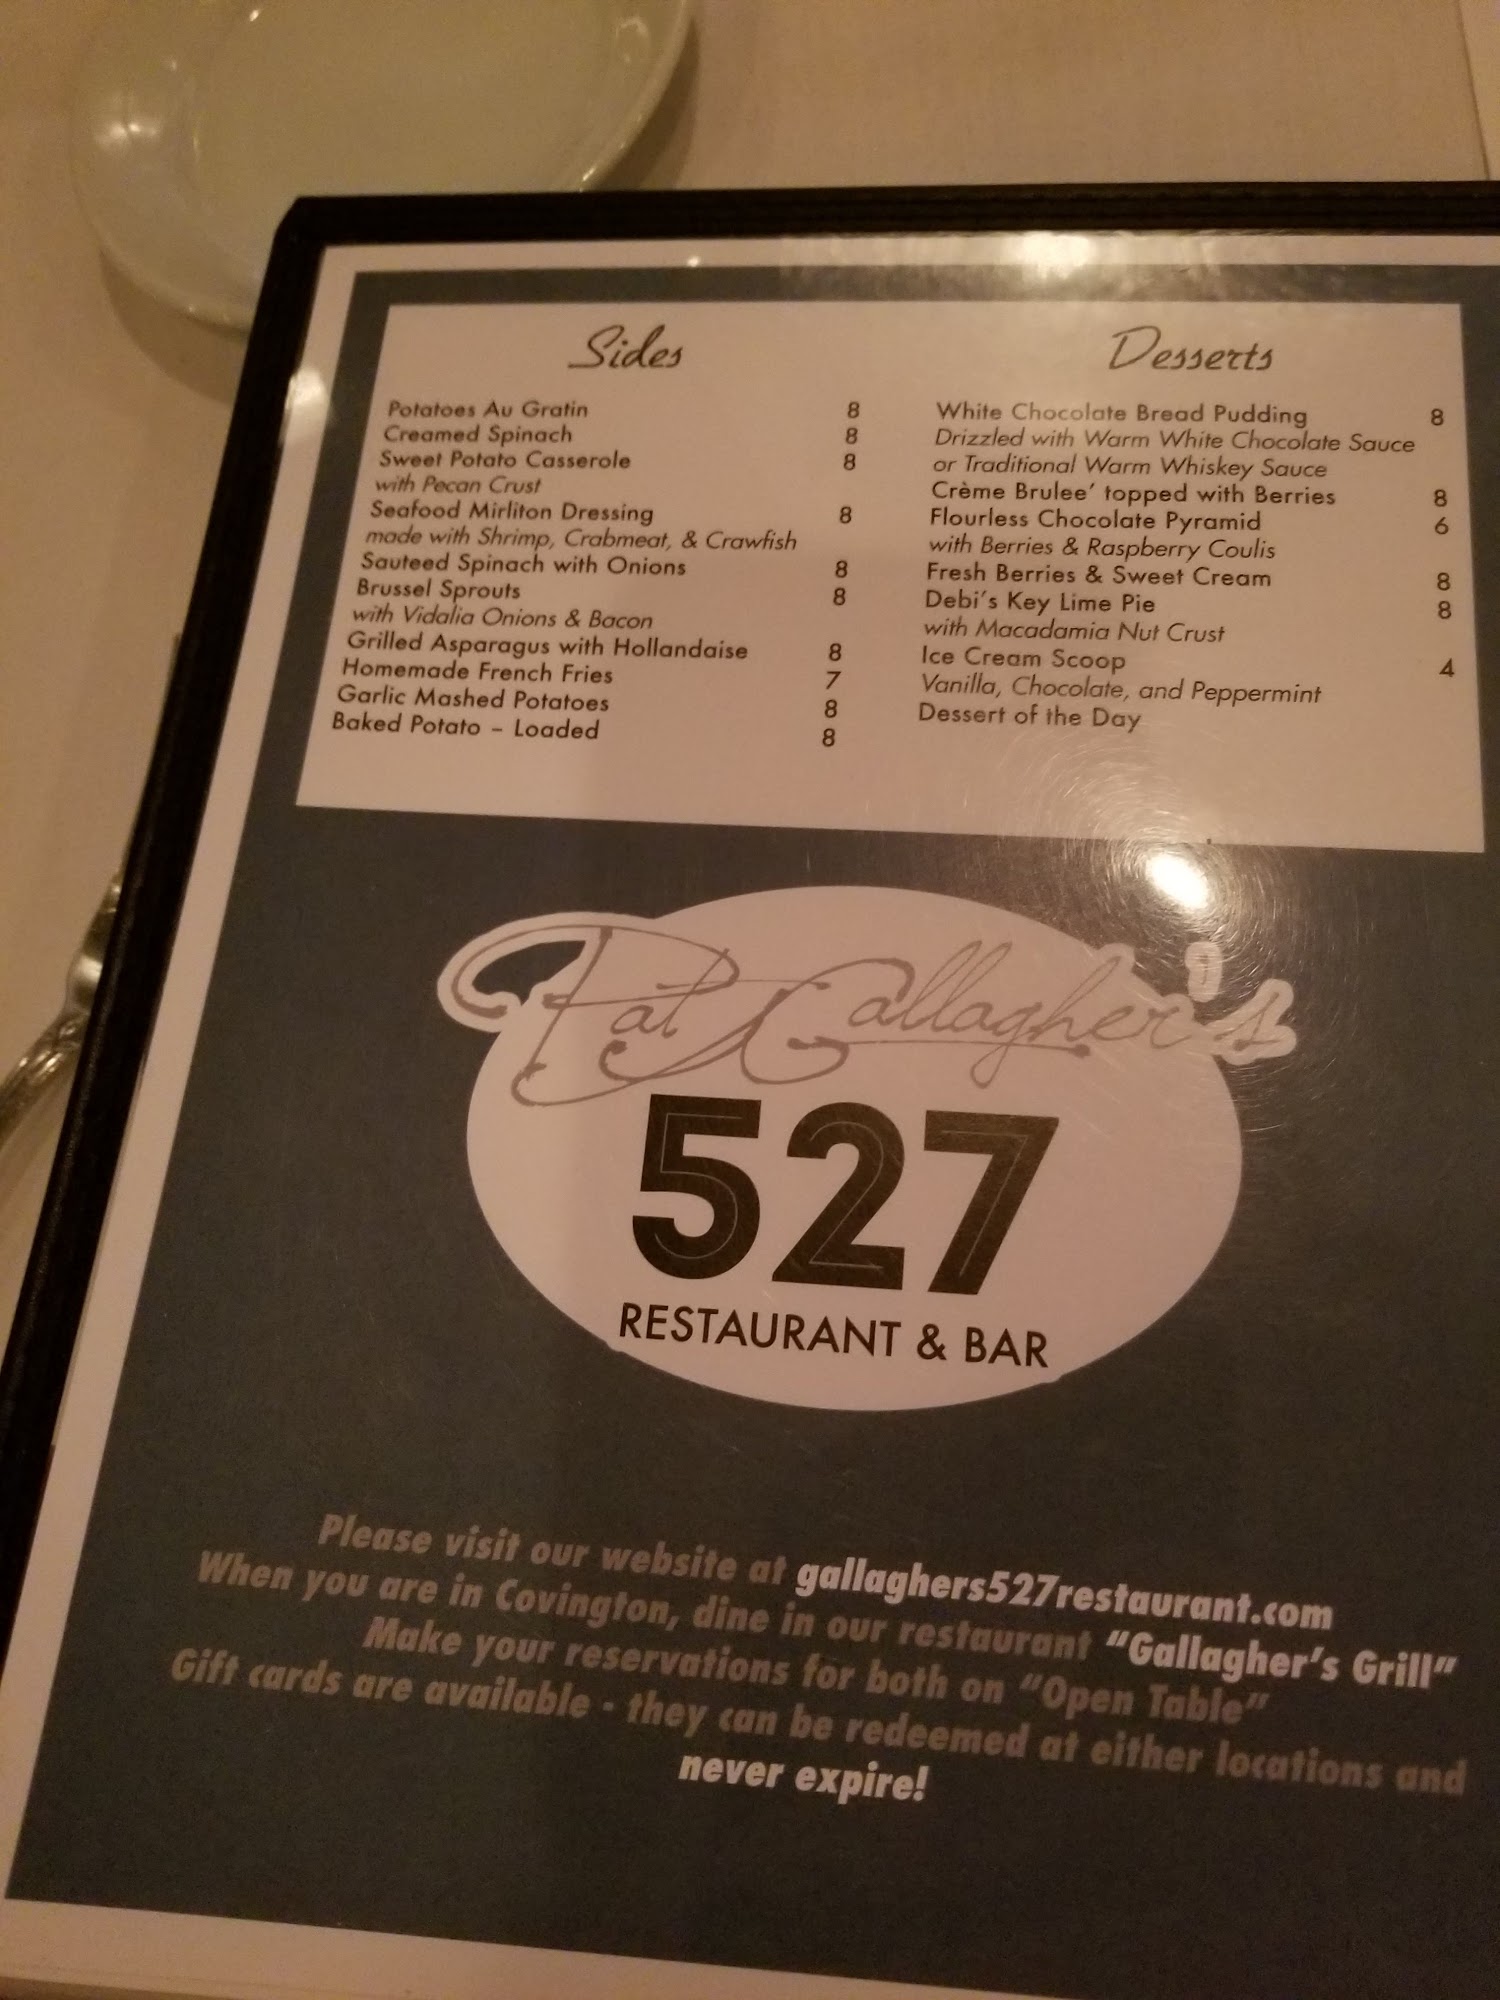 Sides
Potatoes Au Gratin 8
Creamed Spinach 8
Sweet Potato Casserole 8
with Pecan Crust
Seafood Mirliton Dressing 8
made with Shrimp, Crabmeat, & Crawfish
Sauteed Spinach with Onions 8
Brussel Sprouts 8
with Vidalia Onions & Bacon
Grilled Asparagus with Hollandaise 8
Homemade French Fries 7
Garlic Mashed Potatoes 8
Baked Potato – Loaded 8
Desserts
White Chocolate Bread Pudding 8
Drizzled with Warm White Chocolate Sauce
or Traditional Warm Whiskey Sauce
Crème Brulee' topped with Berries 8
Flourless Chocolate Pyramid 6
with Berries & Raspberry Coulis
Fresh Berries & Sweet Cream 8
Debi's Key Lime Pie 8
with Macadamia Nut Crust
Ice Cream Scoop 4
Vanilla, Chocolate, and Peppermint
Dessert of the Day
Pat Gallagher's
527
RESTAURANT & BAR
Please visit our website at gallaghers527restaurant.com
When you are in Covington, dine in our restaurant "Gallagher's Grill"
Make your reservations for both on "Open Table"
Gift cards are available - they can be redeemed at either locations and
never expire!